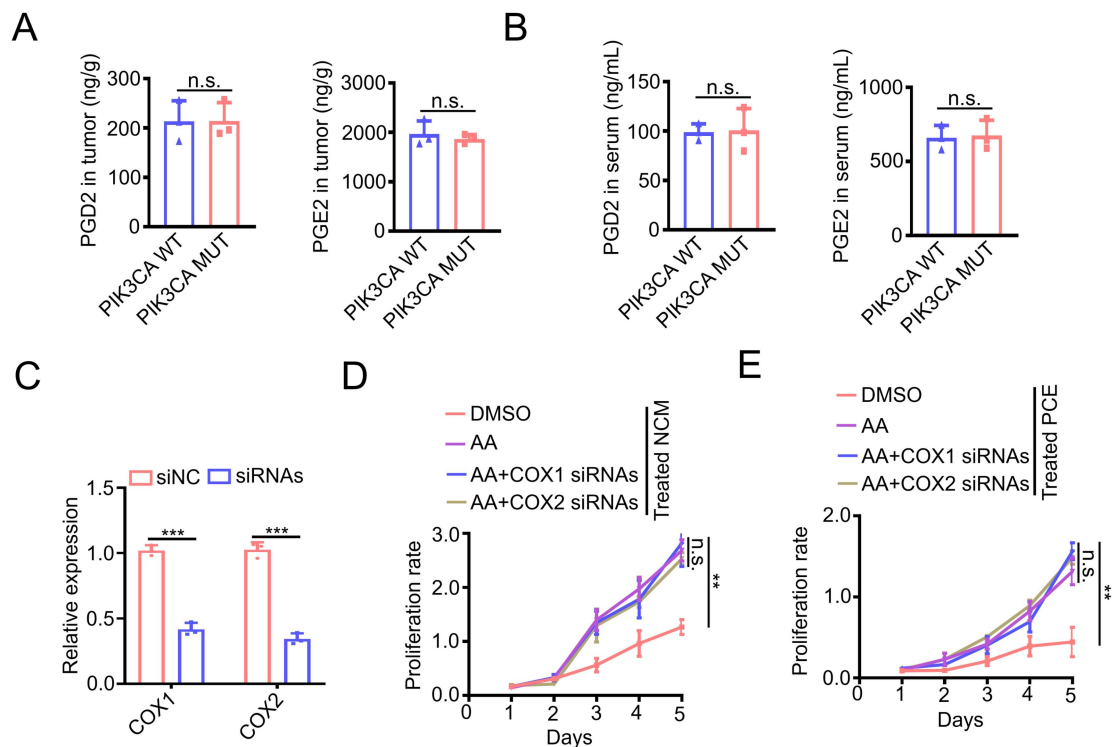 A
PGD2 in tumor (ng/g)
300
200
100
0
n.s.
PIK3CA WT
PIK3CA MUT
PGE2 in tumor (ng/g)
3000
2000
1000
0
n.s.
PIK3CA WT
PIK3CA MUT
B
PGD2 in serum (ng/mL)
150
100
50
0
n.s.
PIK3CA WT
PIK3CA MUT
PGE2 in serum (ng/mL)
1000
500
0
n.s.
PIK3CA WT
PIK3CA MUT
C
siNC
siRNAs
Relative expression
1.5
1.0
0.5
0.0
***
***
COX1
COX2
D
DMSO
AA
AA+COX1 siRNAs
AA+COX2 siRNAs
Treated NCM
Proliferation rate
3.0
2.0
1.0
0
0
1
2
3
4
5
Days
n.s.
**
E
DMSO
AA
AA+COX1 siRNAs
AA+COX2 siRNAs
Treated PCE
Proliferation rate
2.0
1.0
0.0
0
1
2
3
4
5
Days
n.s.
**